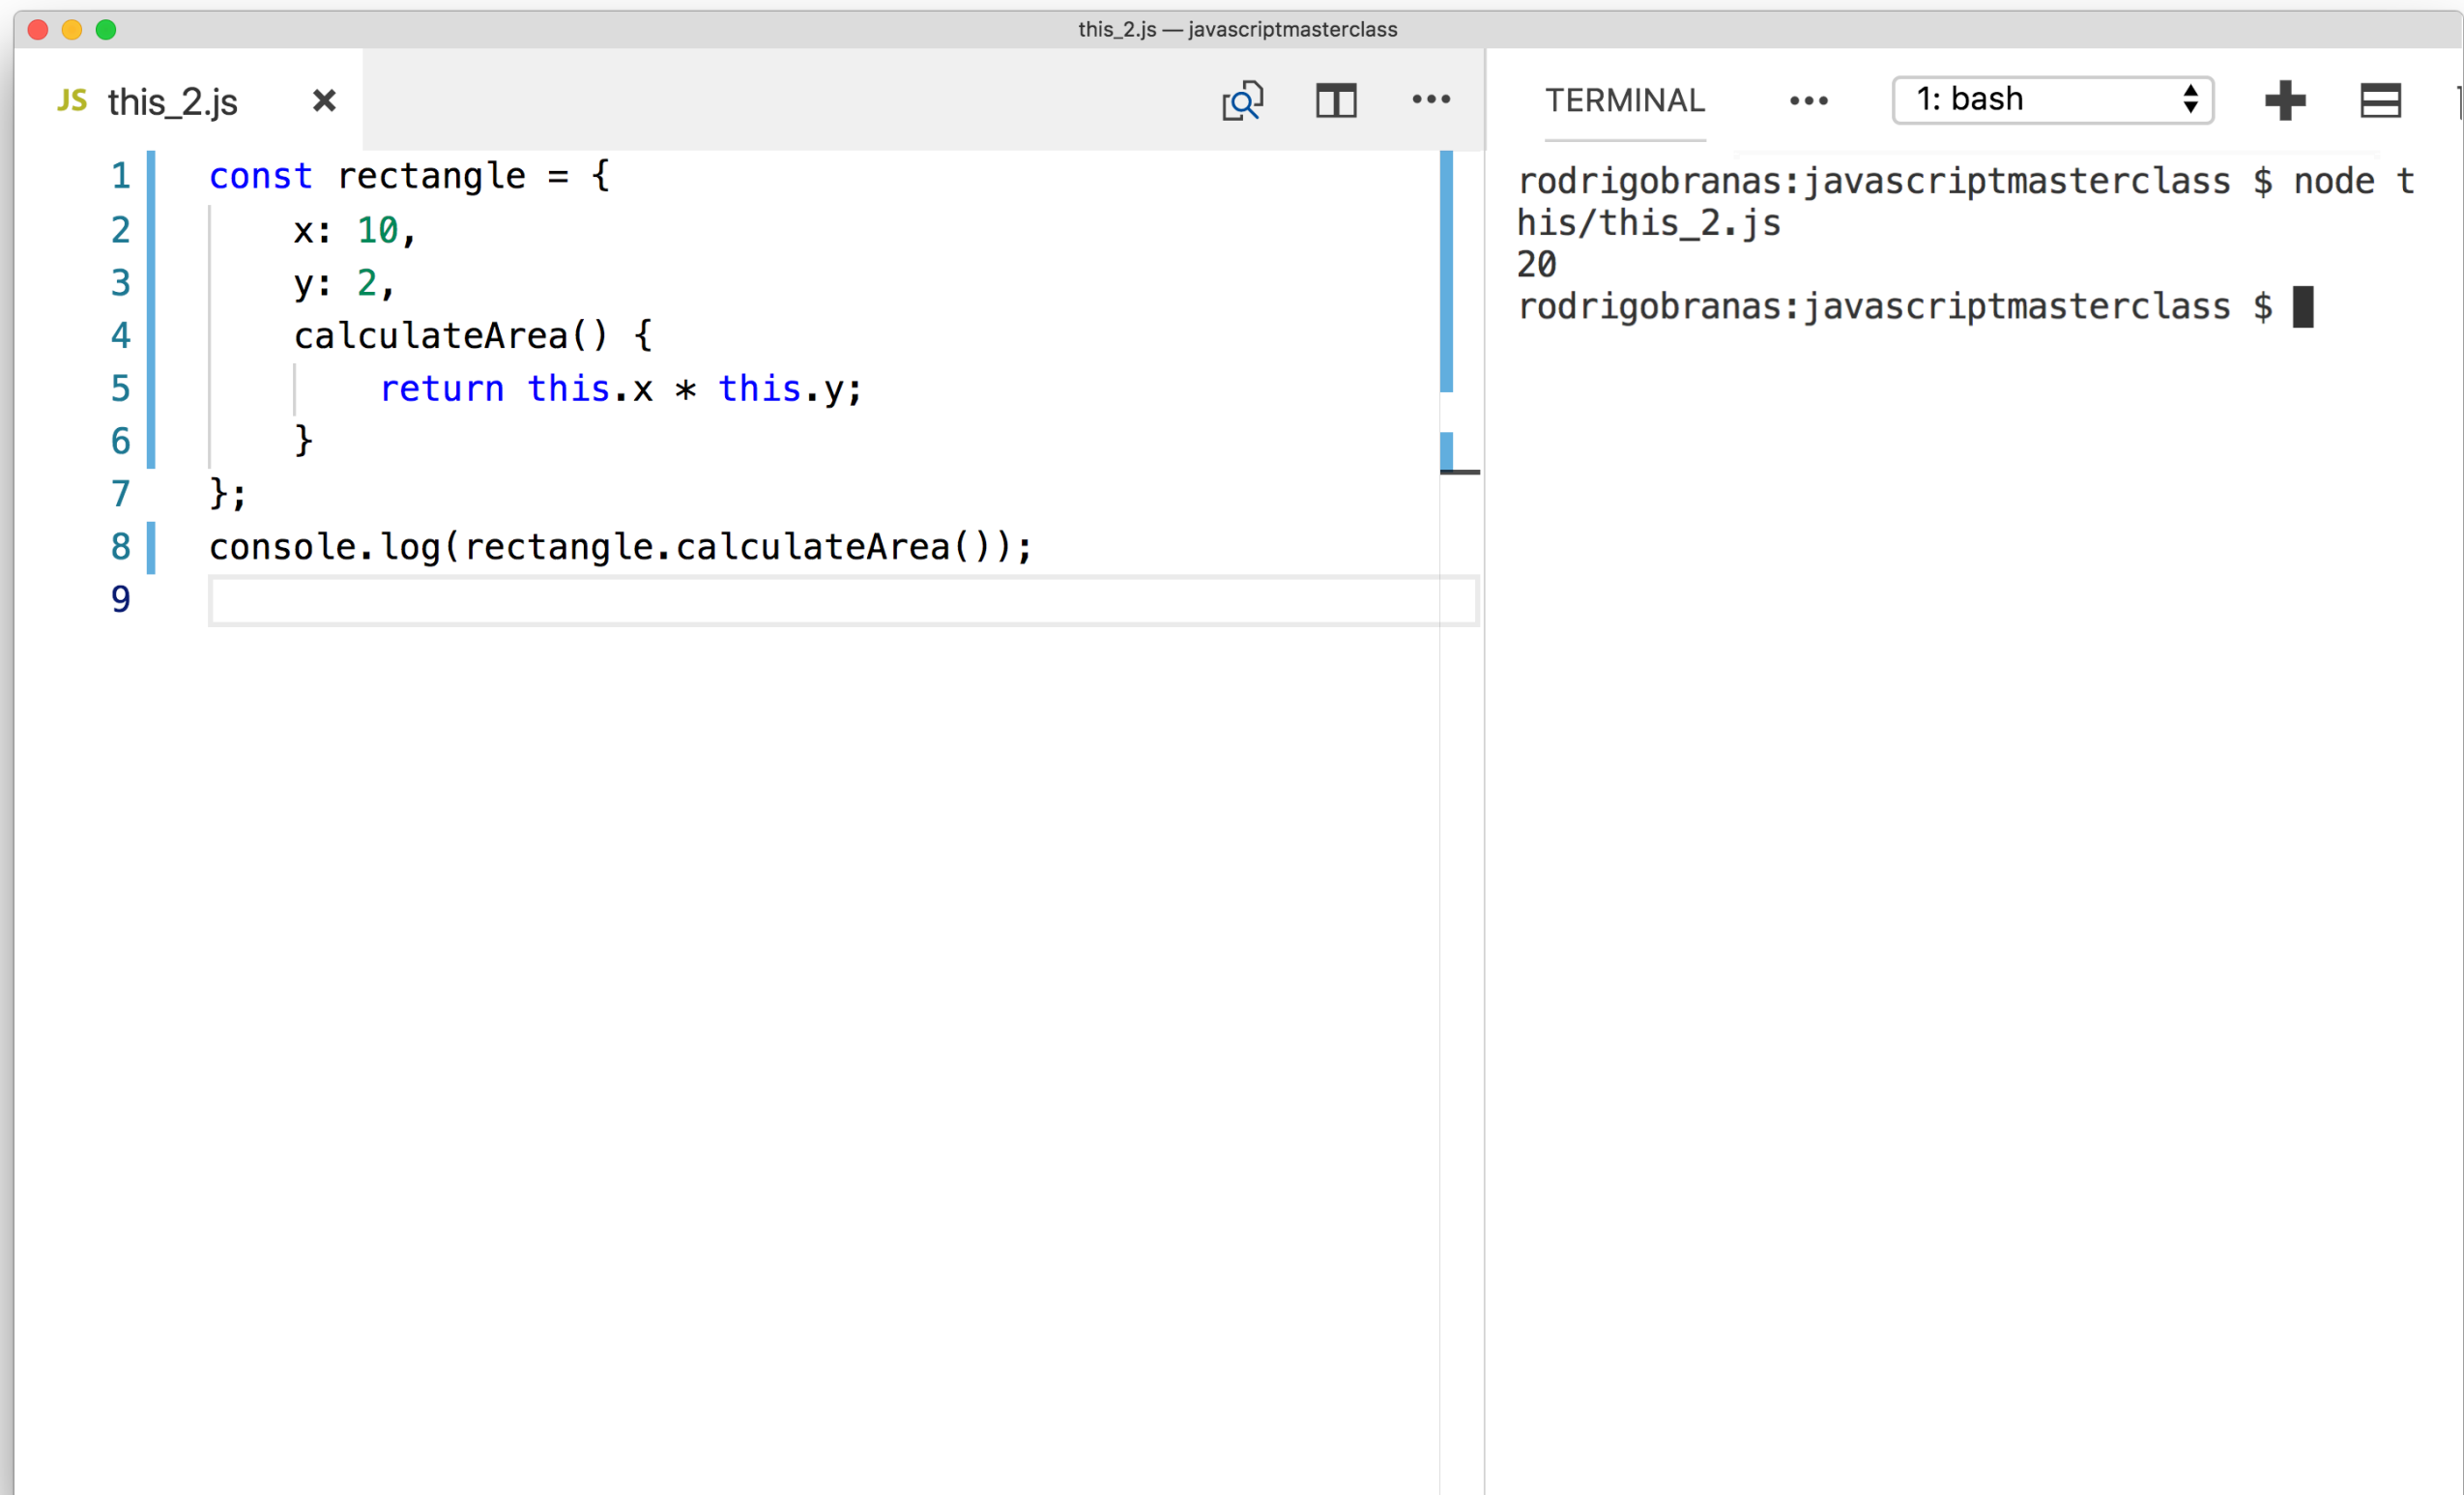 this_2.js — javascriptmasterclass
JS this_2.js
1 const rectangle = {
2     x: 10,
3     y: 2,
4     calculateArea() {
5         return this.x * this.y;
6     }
7 };
8 console.log(rectangle.calculateArea());
9
TERMINAL
1: bash
rodrigobranas:javascriptmasterclass $ node t
his/this_2.js
20
rodrigobranas:javascriptmasterclass $